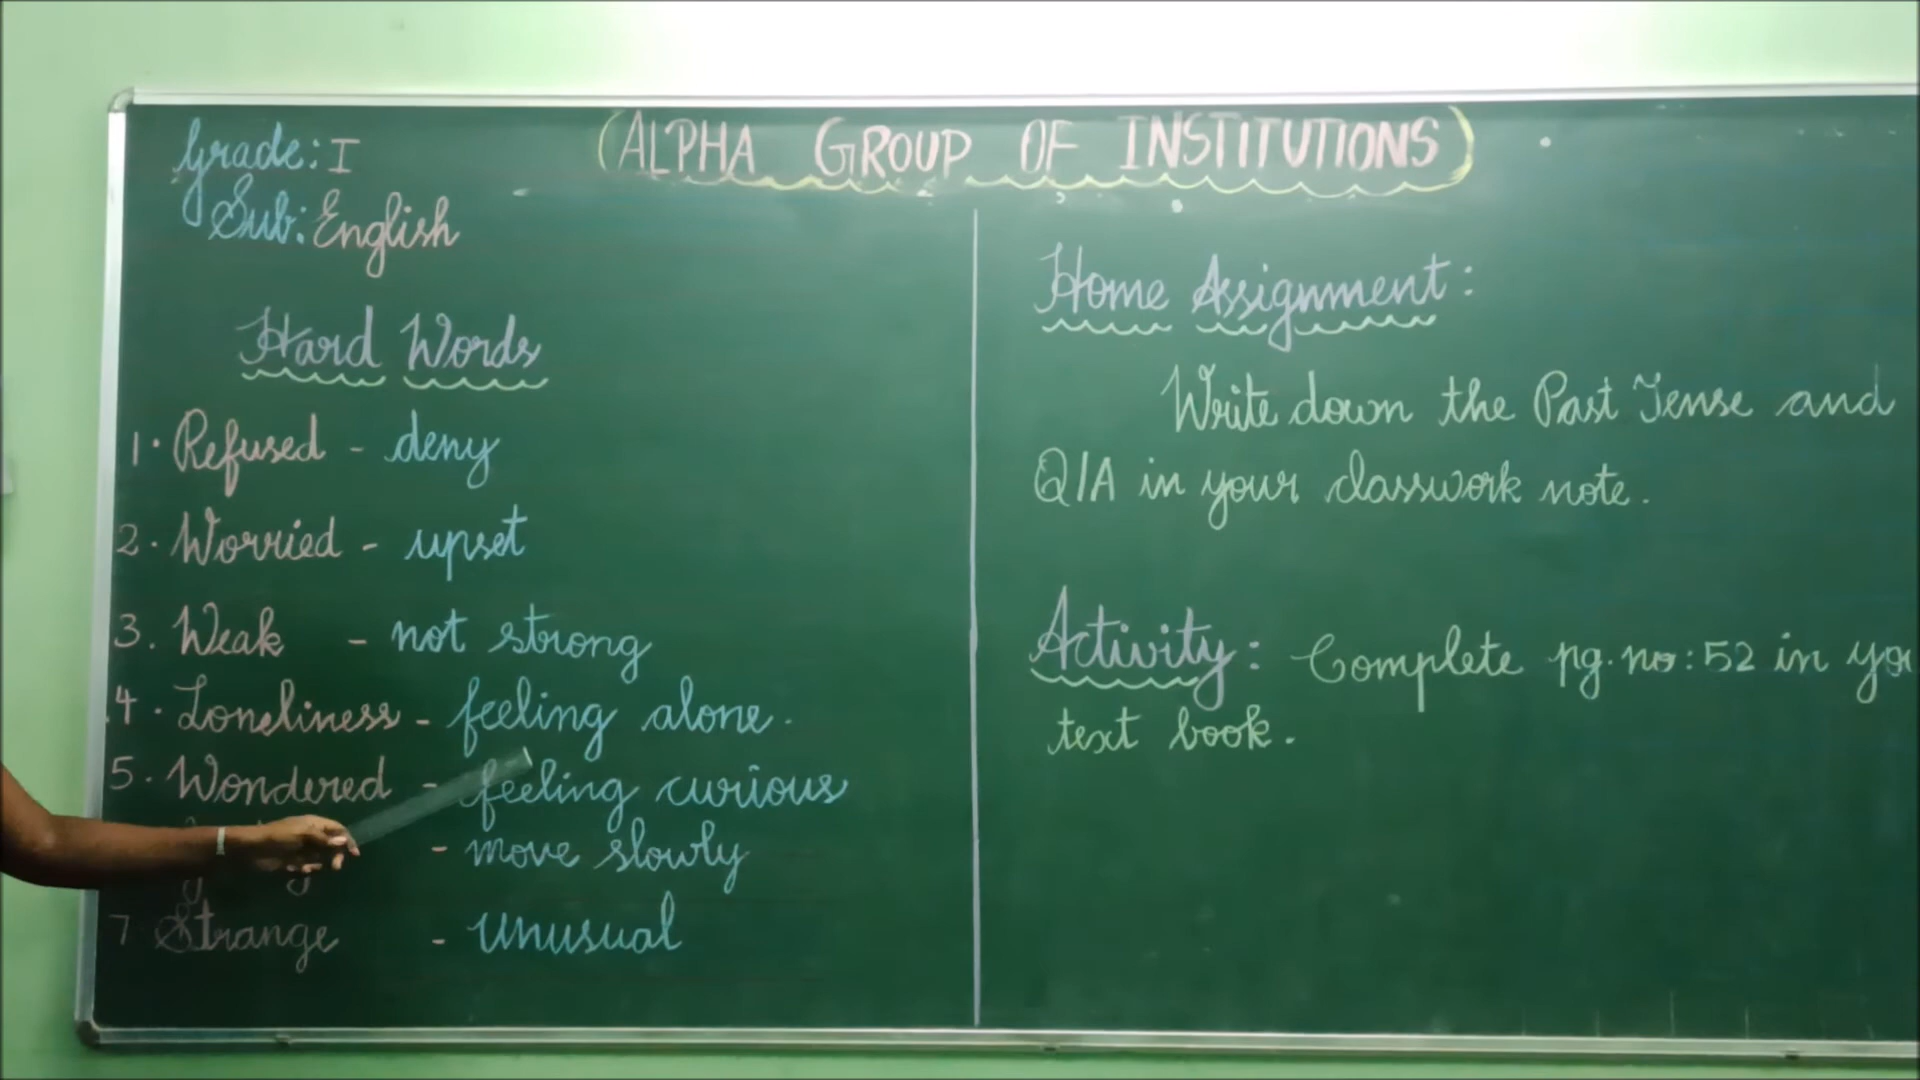 (ALPHA GROUP OF INSTITUTIONS)
Grade: I
Sub: English
Hard Words
1. Refused - deny
2. Worried - upset
3. Weak - not strong
4. Loneliness - feeling alone.
5. Wondered - feeling curious
- move slowly
7 Strange - unusual
Home Assignment:
Write down the Past Tense and
Q/A in your classwork note.
Activity: Complete pg.no: 52 in you
text book.